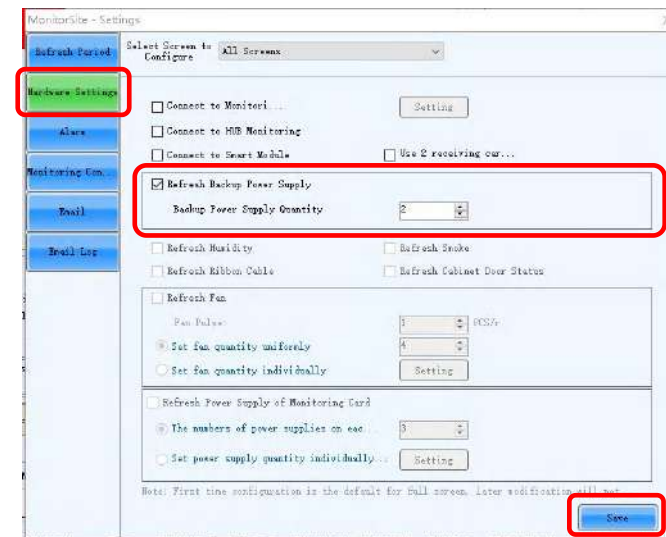 MonitorSite - Settings
Refresh Period
Select Screen to
Configure
All Screens
Hardware Settings
Connect to Monitori...
Setting
Alarm
Connect to HUB Monitoring
Connect to Smart Module
Use 2 receiving car...
Monitoring Con...
Refresh Backup Power Supply
Email
Backup Power Supply Quantity
2
Email Log
Refresh Humidity
Refresh Smoke
Refresh Ribbon Cable
Refresh Cabinet Door Status
Refresh Fan
Fan Pulse:
1
PCS/r
Set fan quantity uniformly
4
Set fan quantity individually
Setting
Refresh Power Supply of Monitoring Card
The numbers of power supplies on eac...
3
Set power supply quantity individually...
Setting
Note: First time configuration is the default for full screen, later modification will not
Save